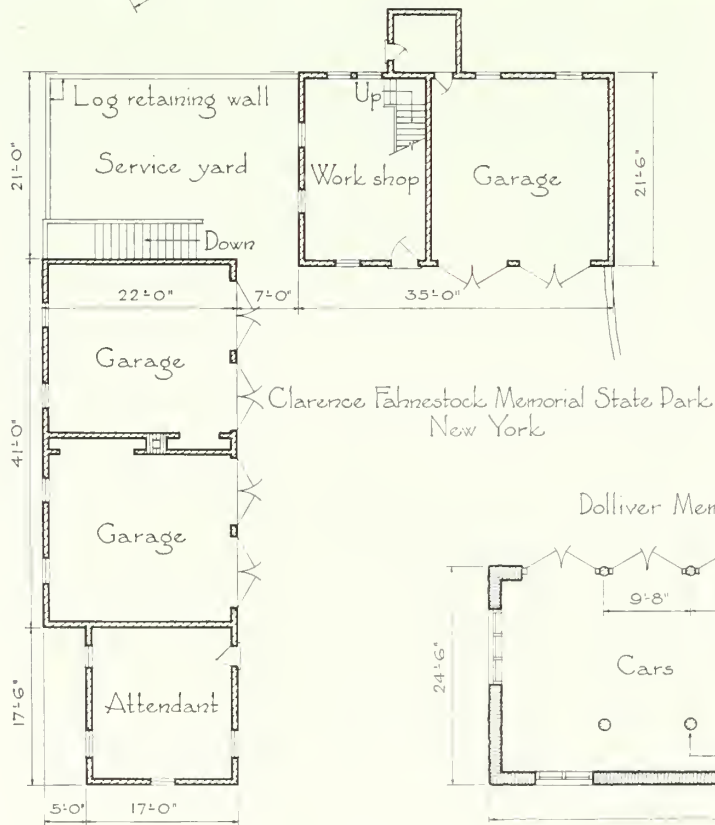 Log retaining wall
Up
Service yard
Work shop
Garage
21'-0"
21'-6"
Down
22'-0"
7'-0"
35'-0"
Garage
Clarence Fahnestock Memorial State Park
New York
41'-0"
Garage
Dolliver Mem
9'-8"
24'-6"
Cars
17'-6"
Attendant
5'-0"
17'-0"